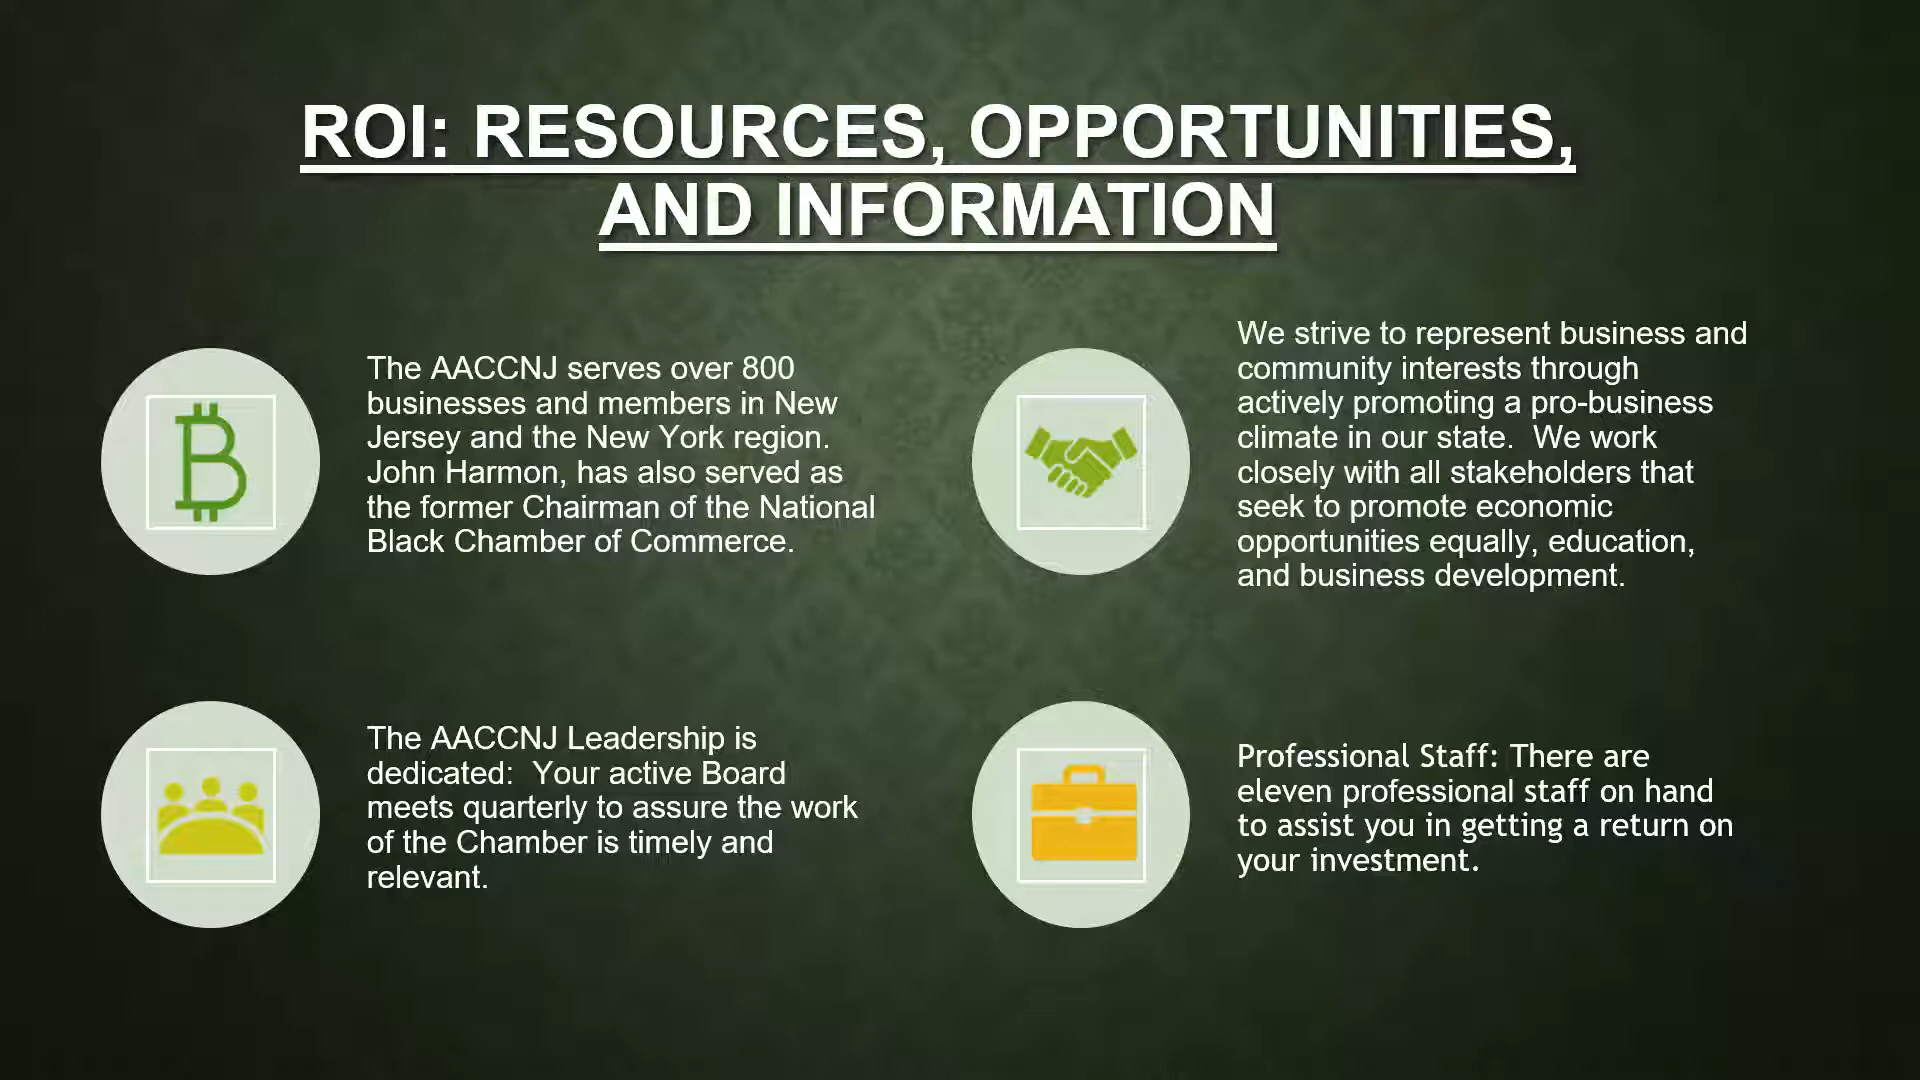 ROI: RESOURCES, OPPORTUNITIES,
AND INFORMATION
The AACCNJ serves over 800
businesses and members in New
Jersey and the New York region.
John Harmon, has also served as
the former Chairman of the National
Black Chamber of Commerce.
We strive to represent business and
community interests through
actively promoting a pro-business
climate in our state.  We work
closely with all stakeholders that
seek to promote economic
opportunities equally, education,
and business development.
The AACCNJ Leadership is
dedicated:  Your active Board
meets quarterly to assure the work
of the Chamber is timely and
relevant.
Professional Staff: There are
eleven professional staff on hand
to assist you in getting a return on
your investment.